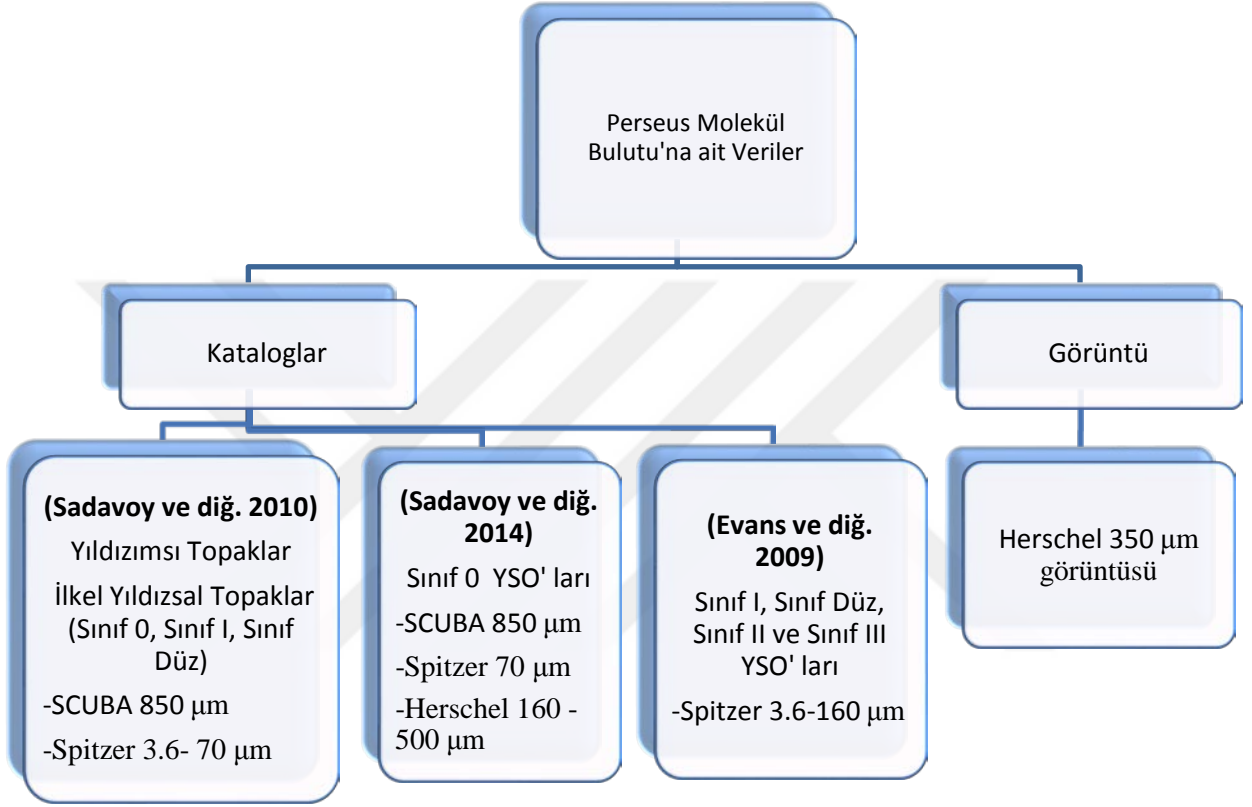 Perseus Molekül
Bulutu'na ait Veriler
Kataloglar
Görüntü
(Sadavoy ve diğ. 2010)
Yıldızımsı Topaklar
İlkel Yıldızsal Topaklar
(Sınıf 0, Sınıf I, Sınıf
Düz)
-SCUBA 850 μm
-Spitzer 3.6- 70 μm
(Sadavoy ve diğ.
2014)
Sınıf 0 YSO' ları
-SCUBA 850 μm
-Spitzer 70 μm
-Herschel 160 -
500 μm
(Evans ve diğ.
2009)
Sınıf I, Sınıf Düz,
Sınıf II ve Sınıf III
YSO' ları
-Spitzer 3.6-160 μm
Herschel 350 μm
görüntüsü